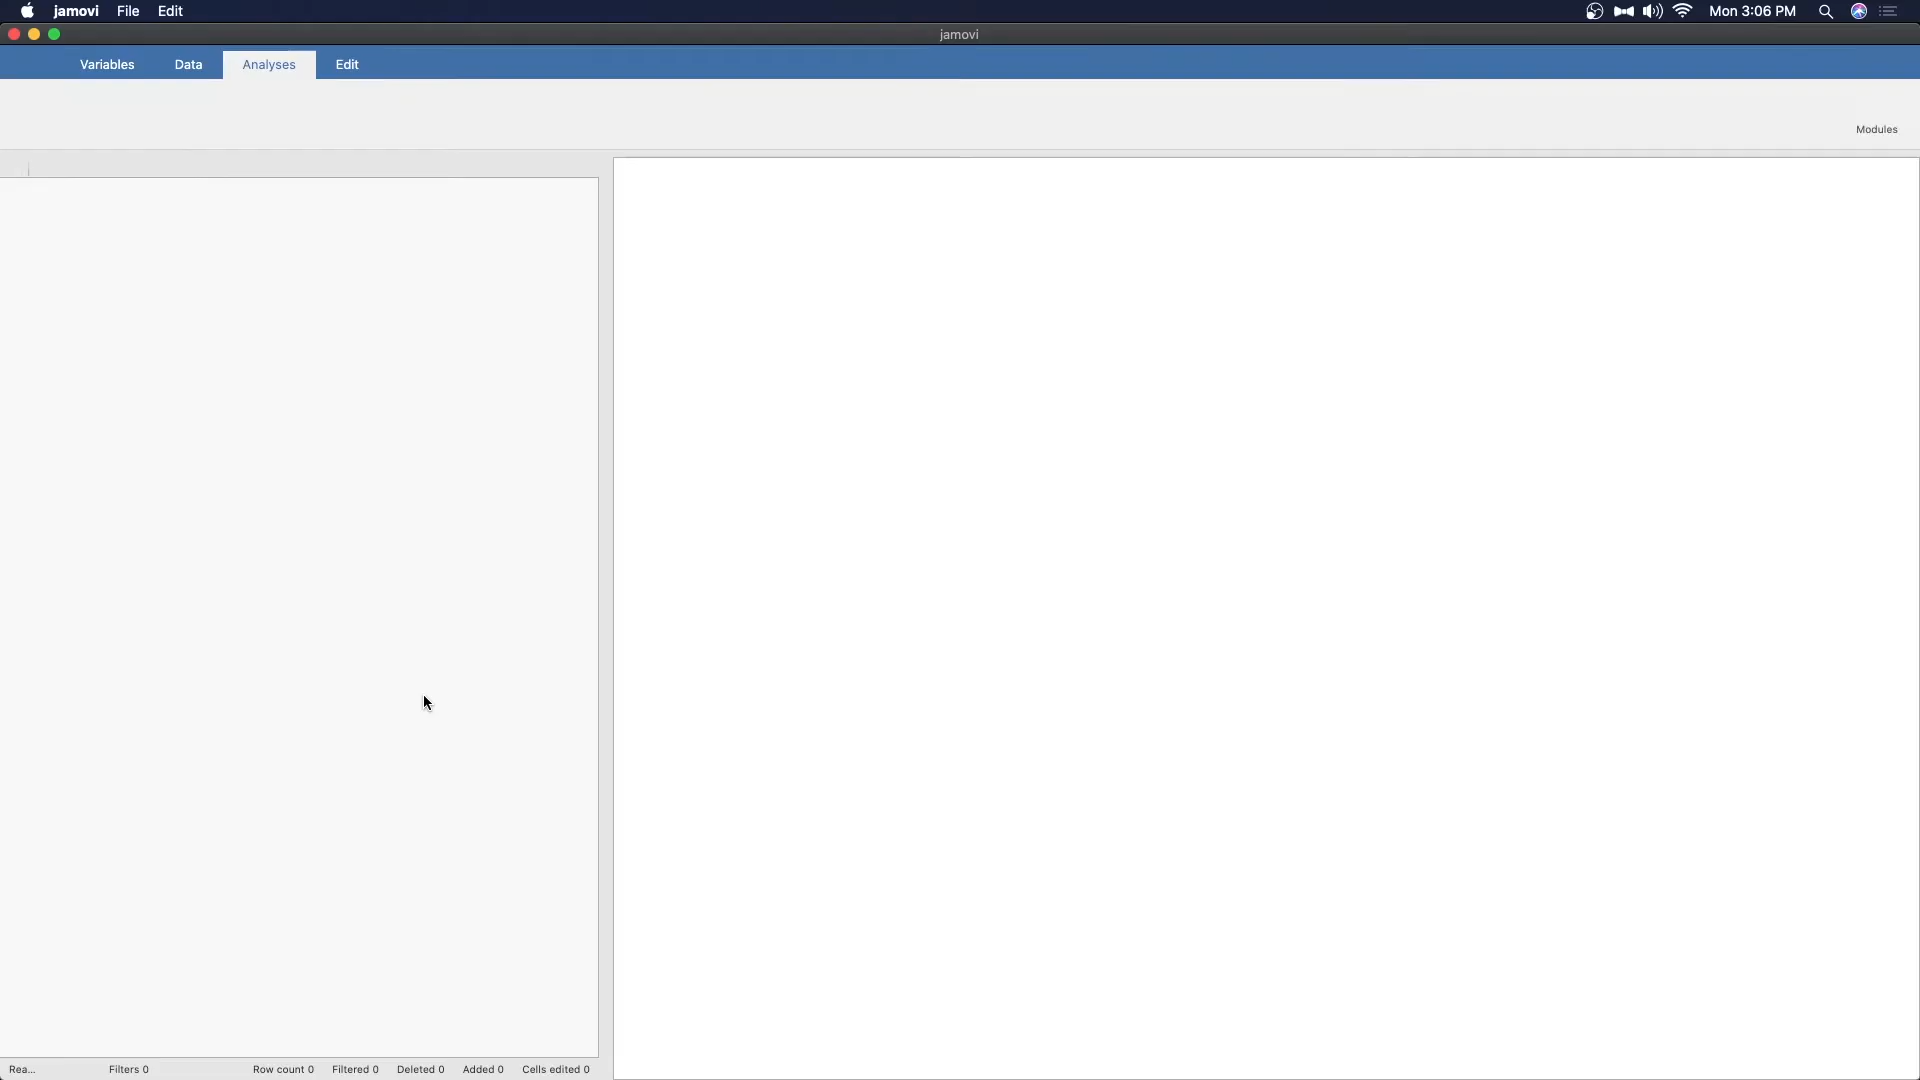 jamovi File Edit Mon 3:06 PM
jamovi
Variables Data Analyses Edit
Modules
Rea... Filters 0 Row count 0 Filtered 0 Deleted 0 Added 0 Cells edited 0